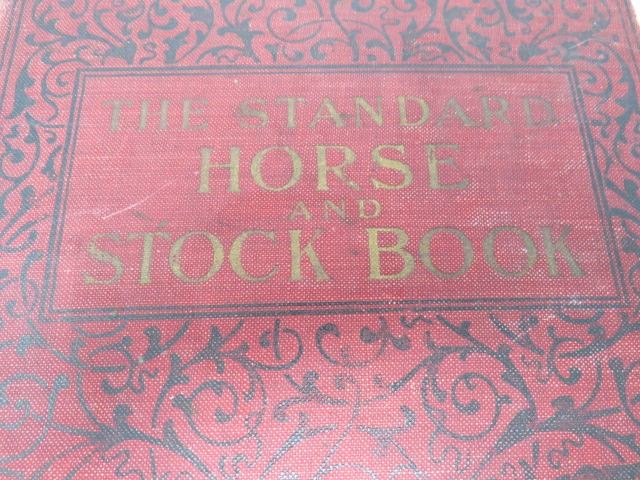 THE STANDARD
HORSE
AND
STOCK BOOK